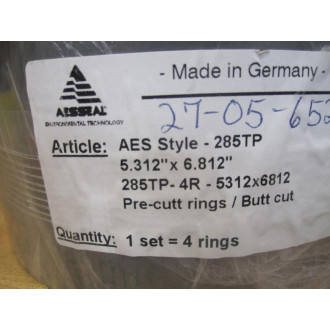 - Made in Germany -
AESSEAL
ENVIRONMENTAL TECHNOLOGY
27-05-65
Article: AES Style - 285TP
5.312"x 6.812"
285TP- 4R - 5312x6812
Pre-cutt rings / Butt cut
Quantity: 1 set = 4 rings